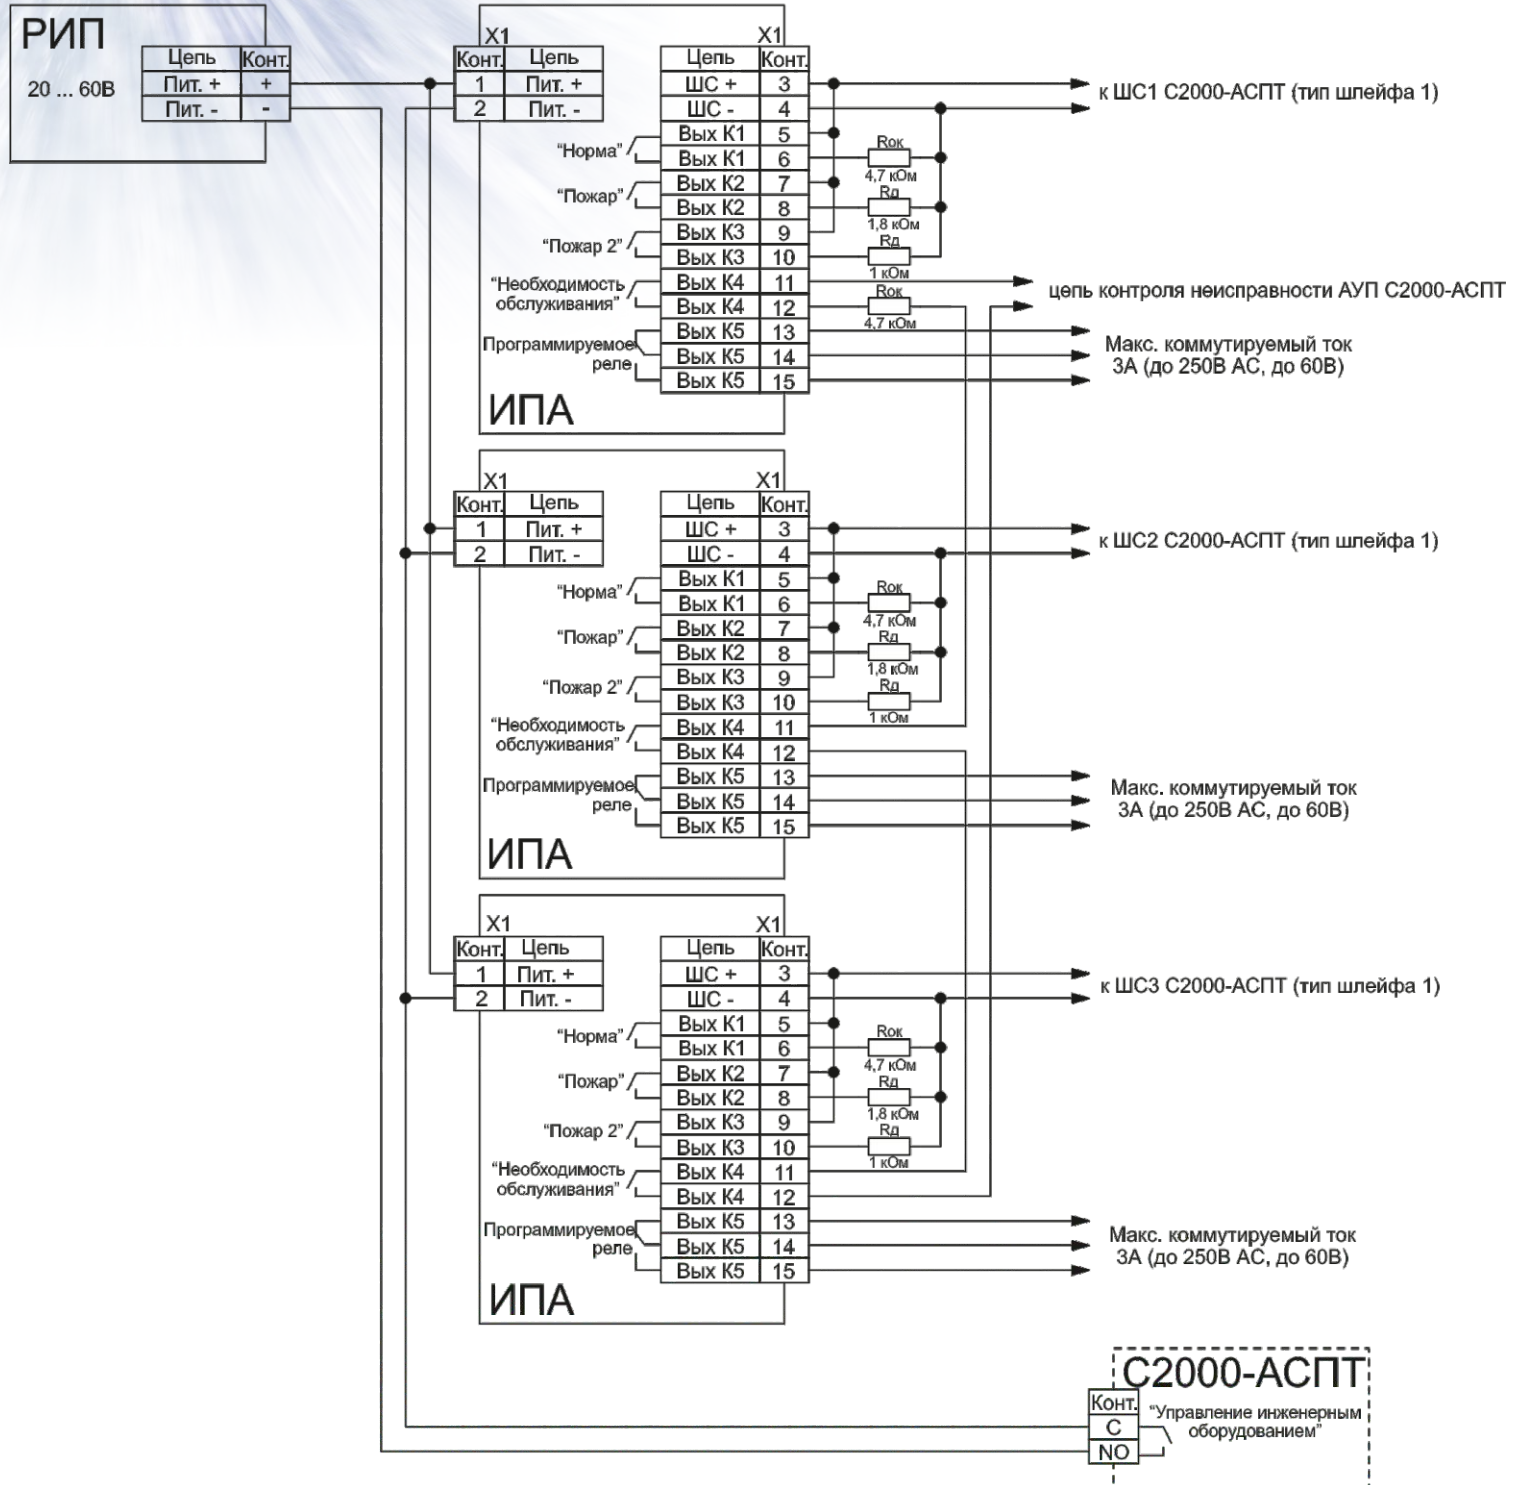 РИП
20 ... 60В
Цепь Конт.
Пит. + +
Пит. - -
X1
Конт. Цепь
1 Пит. +
2 Пит. -
X1
Цепь Конт.
ШС + 3
ШС - 4
Вых К1 5
Вых К1 6
Вых К2 7
Вых К2 8
Вых К3 9
Вых К3 10
Вых К4 11
Вых К4 12
Вых К5 13
Вых К5 14
Вых К5 15
“Норма”
“Пожар”
“Пожар 2”
“Необходимость
обслуживания”
Программируемое
реле
ИПА
Rок
4,7 кОм
Rд
1,8 кОм
Rд
1 кОм
Rок
4,7 кОм
к ШС1 С2000-АСПТ (тип шлейфа 1)
цепь контроля неисправности АУП С2000-АСПТ
Макс. коммутируемый ток
3А (до 250В АС, до 60В)
X1
Конт. Цепь
1 Пит. +
2 Пит. -
X1
Цепь Конт.
ШС + 3
ШС - 4
Вых К1 5
Вых К1 6
Вых К2 7
Вых К2 8
Вых К3 9
Вых К3 10
Вых К4 11
Вых К4 12
Вых К5 13
Вых К5 14
Вых К5 15
“Норма”
“Пожар”
“Пожар 2”
“Необходимость
обслуживания”
Программируемое
реле
ИПА
Rок
4,7 кОм
Rд
1,8 кОм
Rд
1 кОм
к ШС2 С2000-АСПТ (тип шлейфа 1)
Макс. коммутируемый ток
3А (до 250В АС, до 60В)
X1
Конт. Цепь
1 Пит. +
2 Пит. -
X1
Цепь Конт.
ШС + 3
ШС - 4
Вых К1 5
Вых К1 6
Вых К2 7
Вых К2 8
Вых К3 9
Вых К3 10
Вых К4 11
Вых К4 12
Вых К5 13
Вых К5 14
Вых К5 15
“Норма”
“Пожар”
“Пожар 2”
“Необходимость
обслуживания”
Программируемое
реле
ИПА
Rок
4,7 кОм
Rд
1,8 кОм
Rд
1 кОм
к ШС3 С2000-АСПТ (тип шлейфа 1)
Макс. коммутируемый ток
3А (до 250В АС, до 60В)
С2000-АСПТ
Конт.
C
NO
“Управление инженерным
оборудованием”